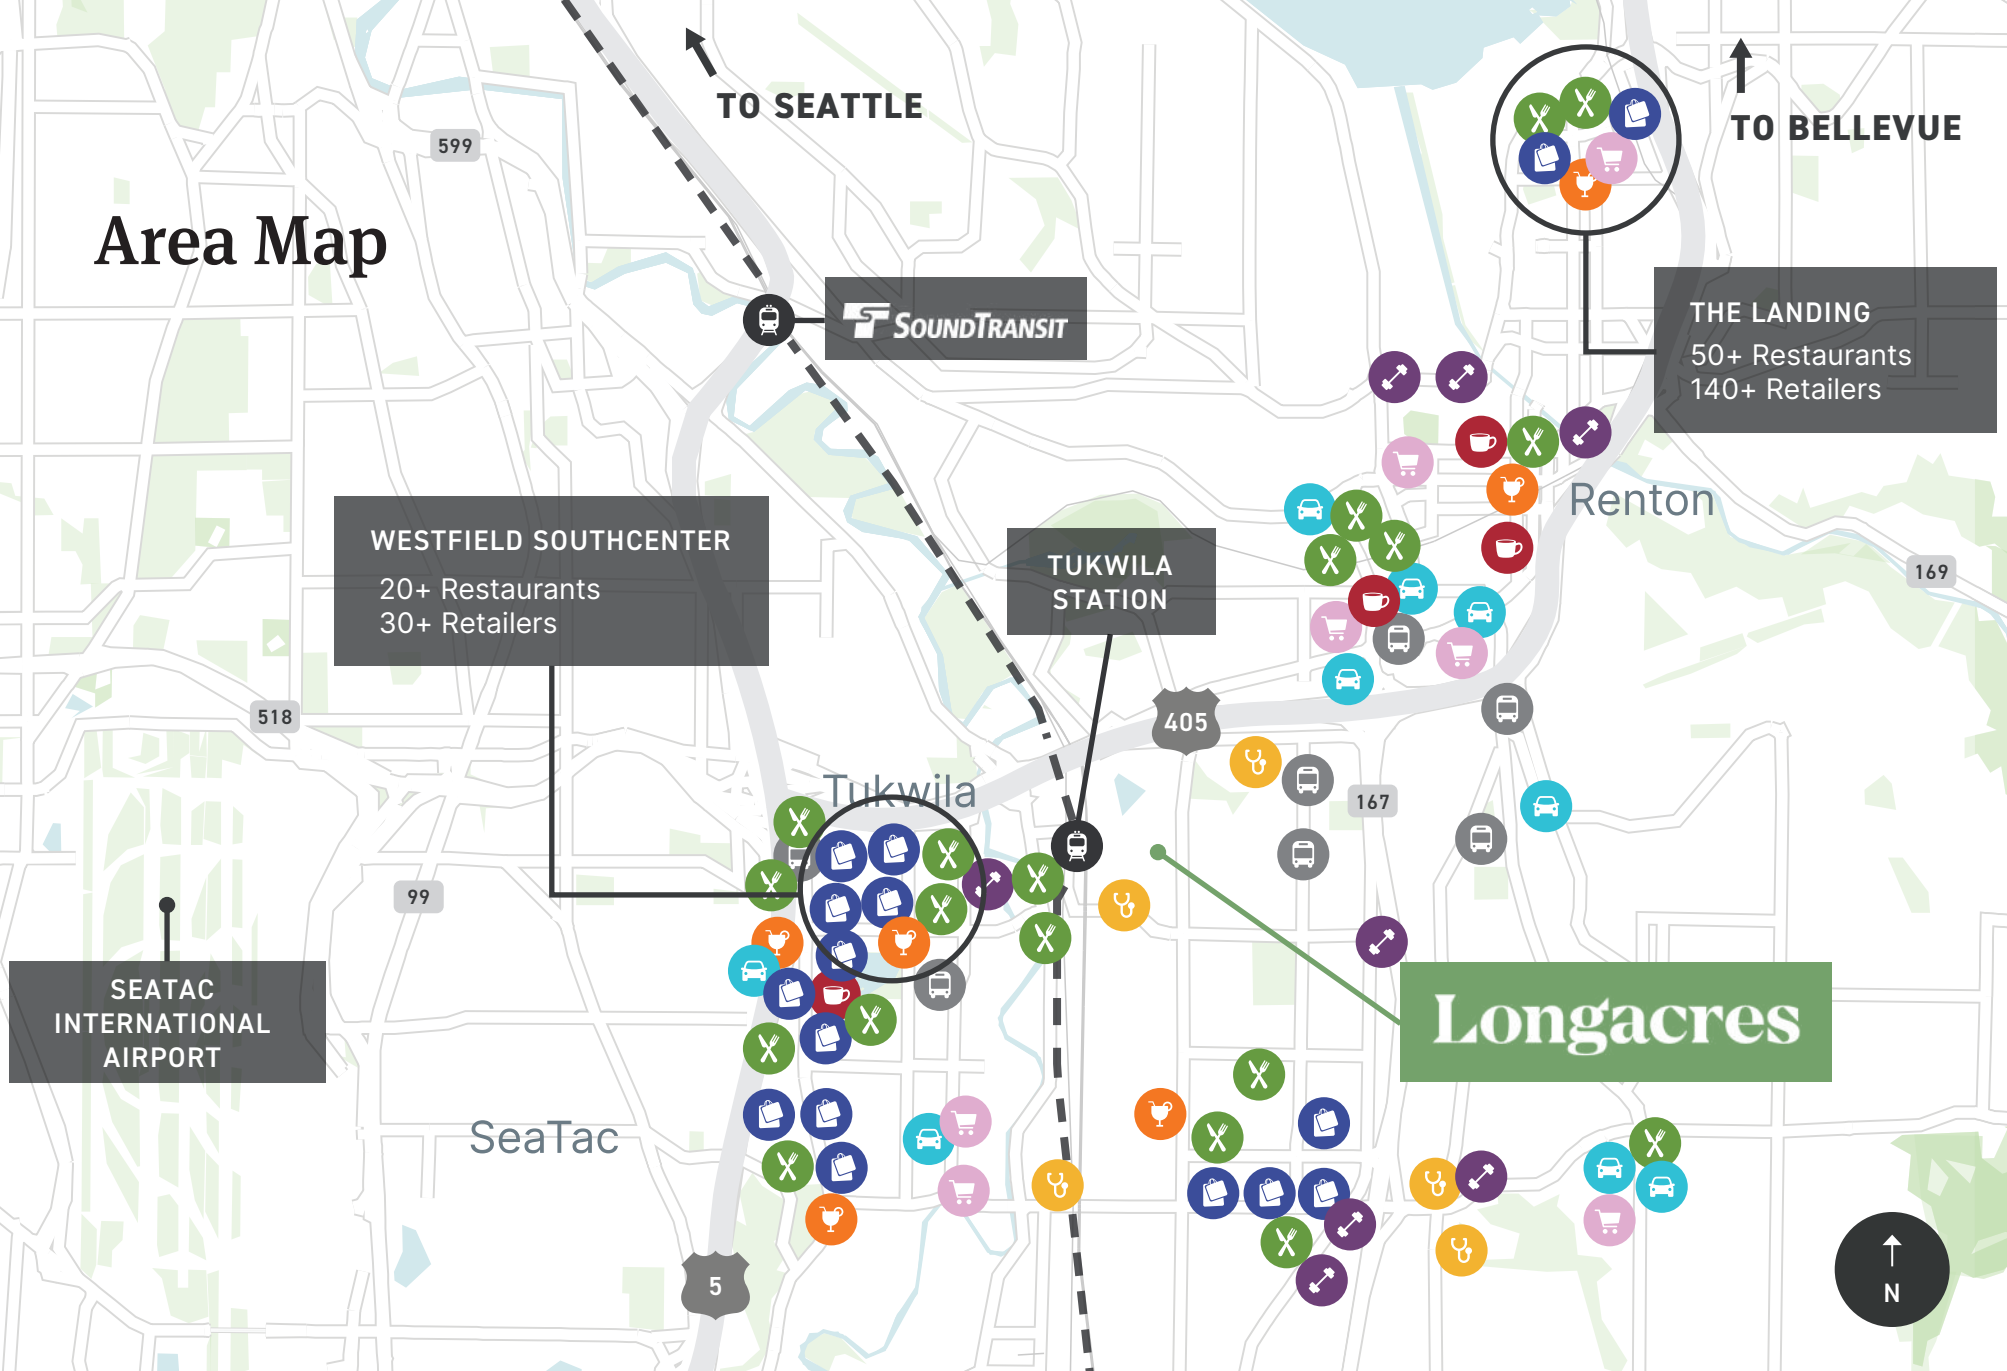 TO SEATTLE
TO BELLEVUE
599
Area Map
THE LANDING
50+ Restaurants
140+ Retailers
SOUNDTRANSIT
Renton
WESTFIELD SOUTHCENTER
20+ Restaurants
30+ Retailers
TUKWILA
STATION
169
518
405
Tukwila
167
99
SEATAC
INTERNATIONAL
AIRPORT
Longacres
SeaTac
5
N